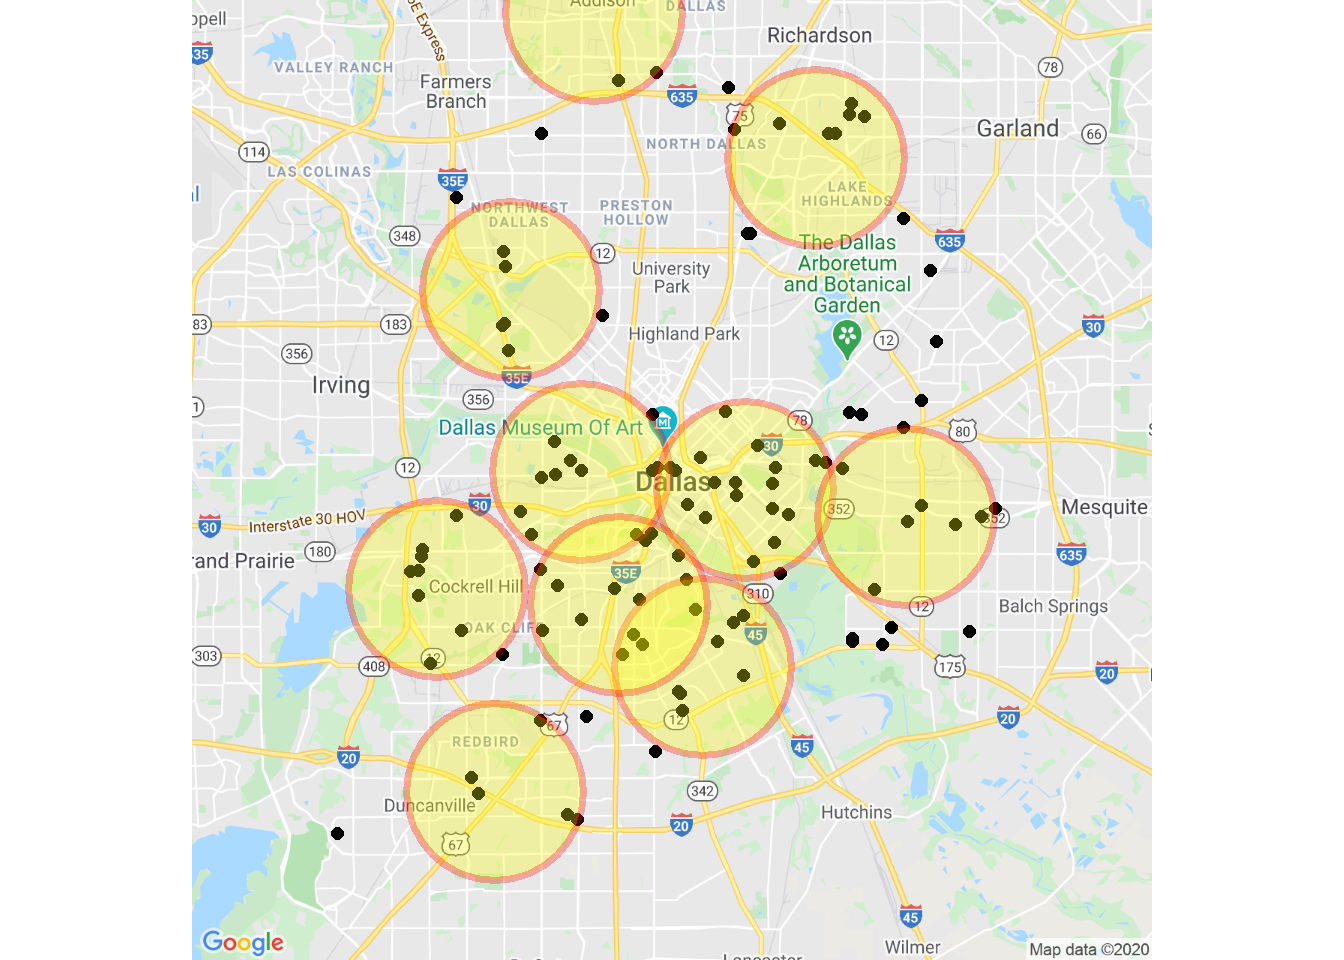 Addison
DALLAS
ppell
Richardson
35
VALLEY RANCH
E Express
78
Farmers
Branch
635
75
Garland
66
NORTH DALLAS
114
LAS COLINAS
35E
LAKE
HIGHLANDS
NORTHWEST
DALLAS
PRESTON
HOLLOW
348
12
635
The Dallas
Arboretum
and Botanical
Garden
University
Park
83
183
30
Highland Park
12
356
Irving
35E
356
1
Dallas Museum Of Art
78
80
30
12
Dallas
30
352
Mesquite
352
30
Interstate 30 HOV
180
rand Prairie
635
35E
Cockrell Hill
310
12
Balch Springs
OAK CLIFF
45
303
408
12
175
20
12
67
20
REDBIRD
45
20
342
Duncanville
Hutchins
20
67
45
Google
Wilmer
Map data ©2020
Lancaster